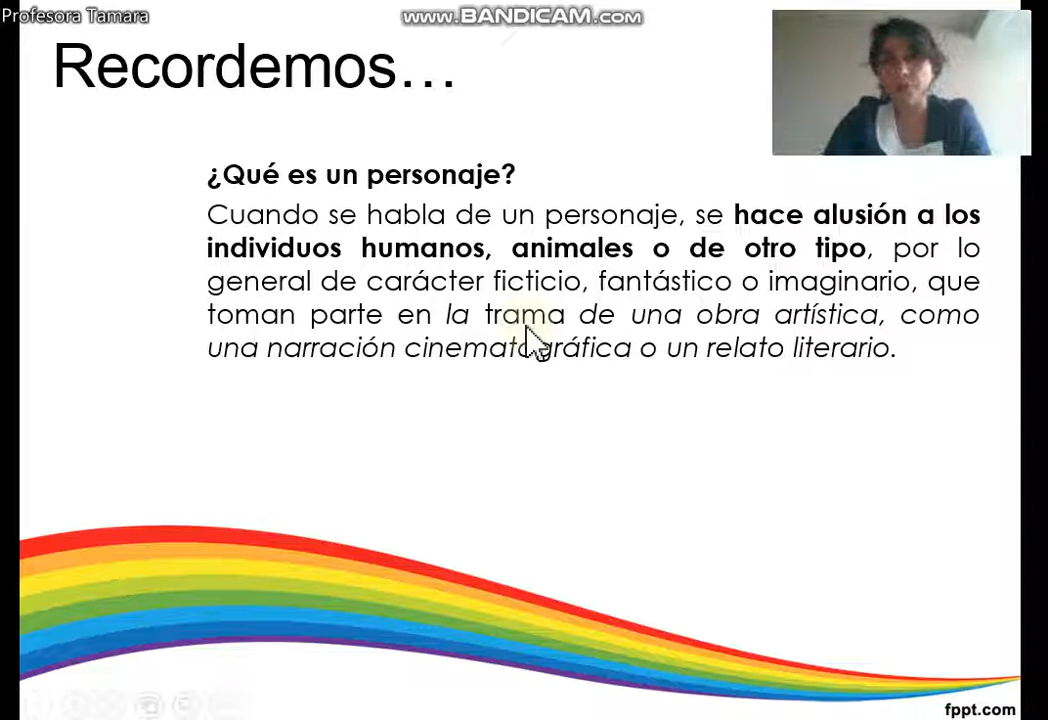 Profesora Tamara
www.BANDICAM.com
Recordemos…
¿Qué es un personaje?
Cuando se habla de un personaje, se hace alusión a los
individuos humanos, animales o de otro tipo, por lo
general de carácter ficticio, fantástico o imaginario, que
toman parte en la trama de una obra artística, como
una narración cinematográfica o un relato literario.
fppt.com